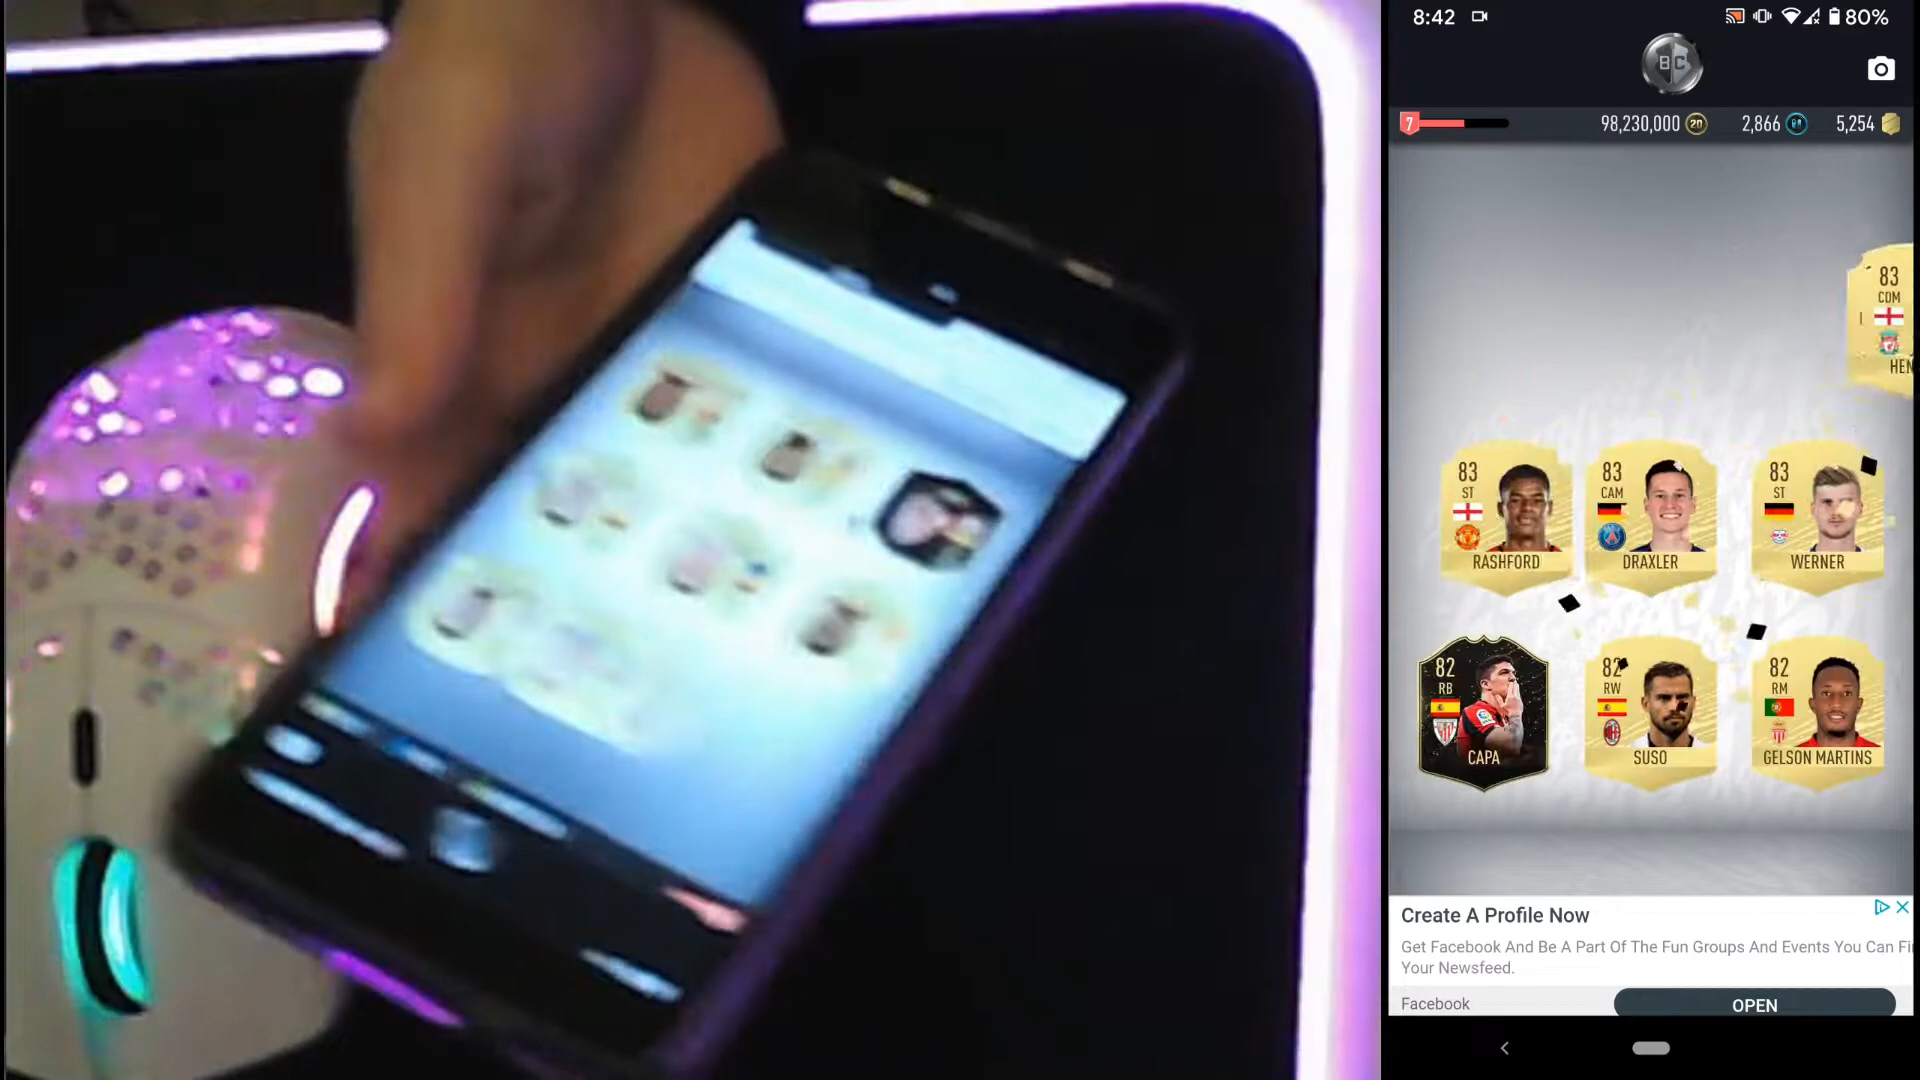 8:42 80%
BC
7 98,230,000 20 2,866 5,254
83
CDM
HEN
83
ST
RASHFORD
83
CAM
DRAXLER
83
ST
WERNER
82
RB
CAPA
82
RW
SUSO
82
RM
GELSON MARTINS
Create A Profile Now
Get Facebook And Be A Part Of The Fun Groups And Events You Can Fi
Your Newsfeed.
Facebook
OPEN